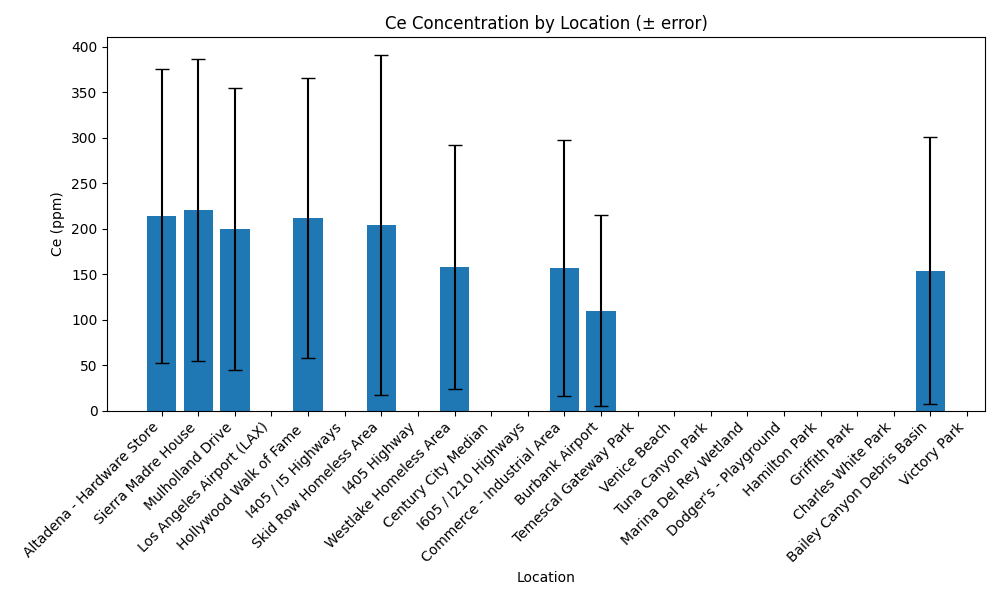 Ce Concentration by Location (± error)
Ce (ppm)
400
350
300
250
200
150
100
50
0
Altadena - Hardware Store
Sierra Madre House
Mulholland Drive
Los Angeles Airport (LAX)
Hollywood Walk of Fame
I405 / I5 Highways
Skid Row Homeless Area
I405 Highway
Westlake Homeless Area
Century City Median
I605 / I210 Highways
Commerce - Industrial Area
Burbank Airport
Temescal Gateway Park
Venice Beach
Tuna Canyon Park
Marina Del Rey Wetland
Dodger's - Playground
Hamilton Park
Griffith Park
Charles White Park
Bailey Canyon Debris Basin
Victory Park
Location